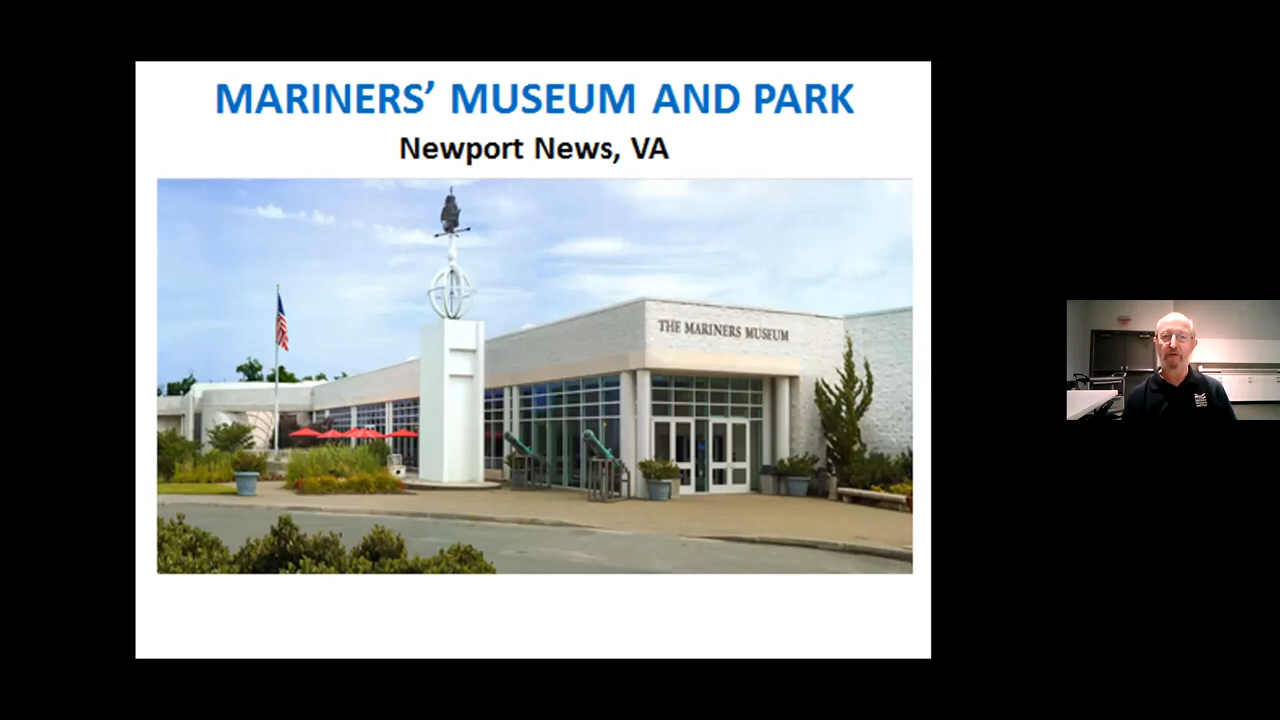 MARINERS’ MUSEUM AND PARK
Newport News, VA
THE MARINERS MUSEUM